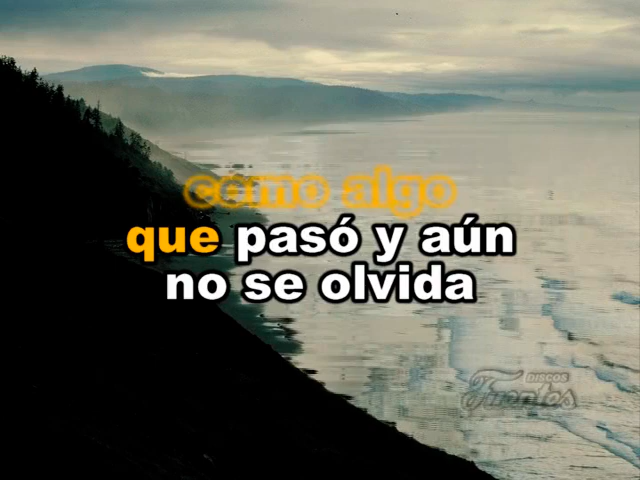 como algo
que pasó y aún
no se olvida
DISCOS
Fuentes